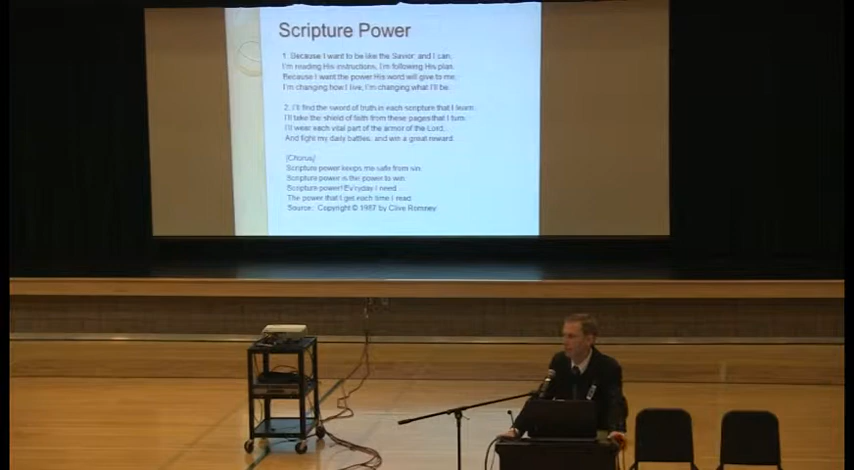 Scripture Power
1. Because I want to be like the Savior, and I can,
I'm reading His instructions, I'm following His plan.
Because I want the power His word will give to me,
I'm changing how I live, I'm changing what I'll be.
2. I'll find the sword of truth in each scripture that I learn.
I'll take the shield of faith from these pages that I turn.
I'll wear each vital part of the armor of the Lord,
And fight my daily battles, and win a great reward.
[Chorus]
Scripture power keeps me safe from sin.
Scripture power is the power to win.
Scripture power! Ev'ryday I need
The power that I get each time I read.
Source: Copyright © 1987 by Clive Romney